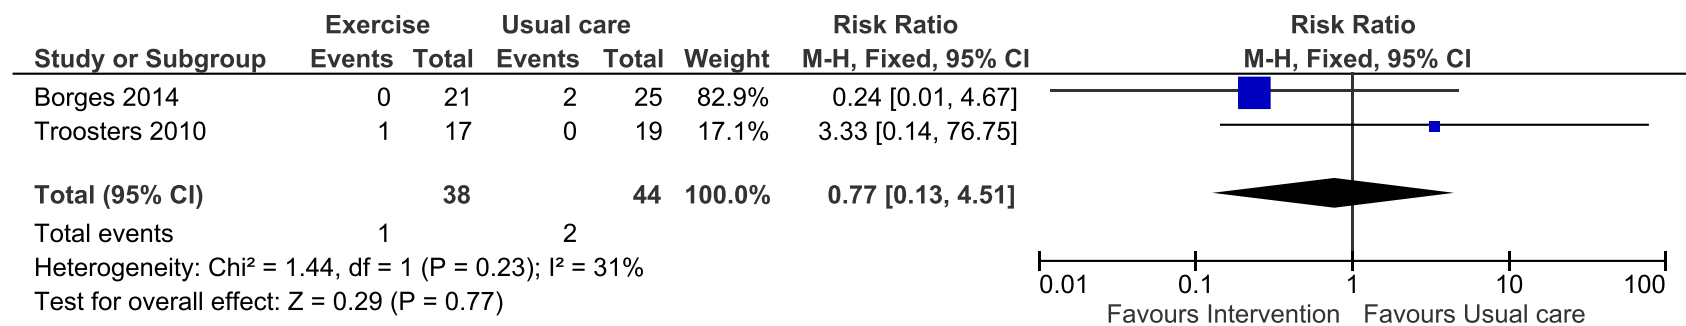 Exercise Usual care Risk Ratio Risk Ratio
Study or Subgroup Events Total Events Total Weight M-H, Fixed, 95% CI M-H, Fixed, 95% CI
Borges 2014 0 21 2 25 82.9% 0.24 [0.01, 4.67]
Troosters 2010 1 17 0 19 17.1% 3.33 [0.14, 76.75]
Total (95% CI) 38 44 100.0% 0.77 [0.13, 4.51]
Total events 1 2
Heterogeneity: Chi² = 1.44, df = 1 (P = 0.23); I² = 31%
Test for overall effect: Z = 0.29 (P = 0.77)
0.01 0.1 1 10 100
Favours Intervention Favours Usual care